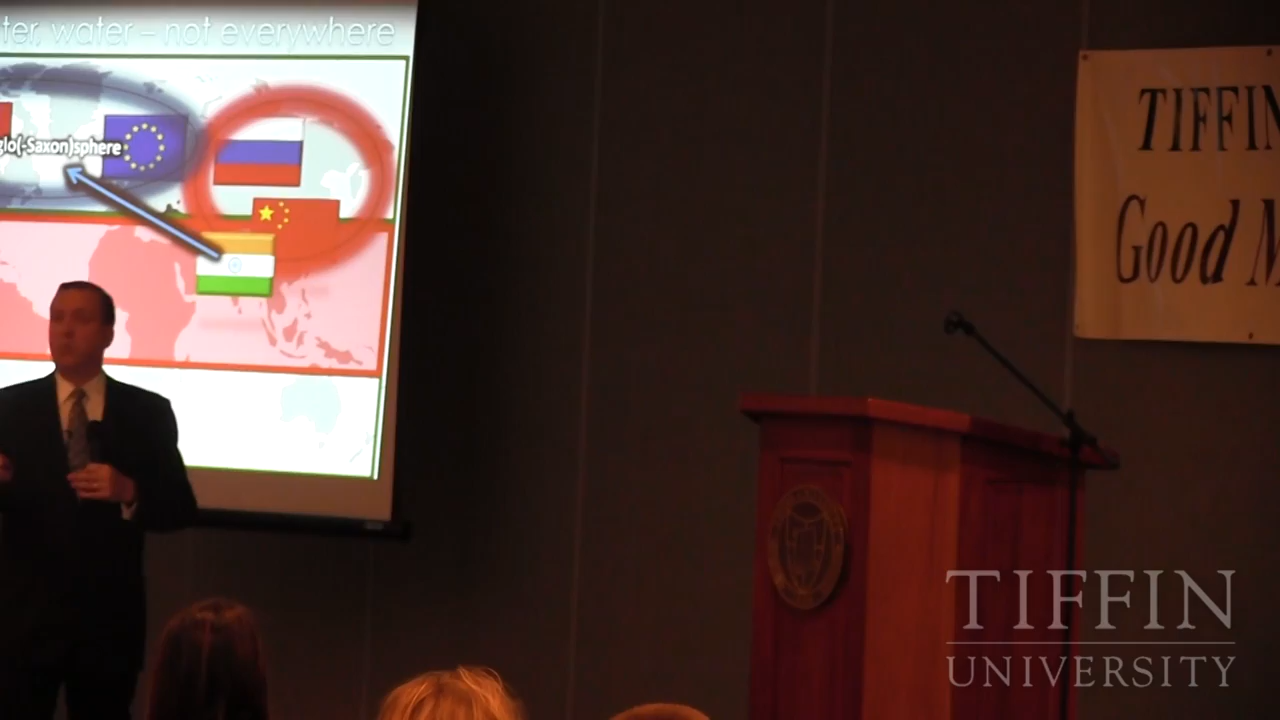 ter, water – not everywhere
glo(-Saxon)sphere
TIFFIN
Good M
TIFFIN
UNIVERSITY